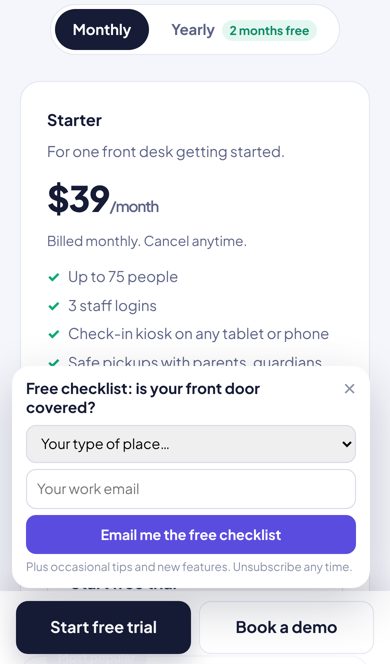 Monthly
Yearly 2 months free
Starter
For one front desk getting started.
$39/month
Billed monthly. Cancel anytime.
✓ Up to 75 people
✓ 3 staff logins
✓ Check-in kiosk on any tablet or phone
✓ Safe pickups with parents, guardians
Free checklist: is your front door
covered?
×
Your type of place...
Your work email
Email me the free checklist
Plus occasional tips and new features. Unsubscribe any time.
Start free trial
Start free trial
Book a demo